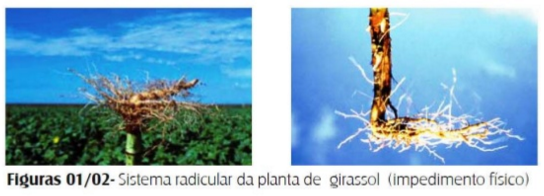 Figuras 01/02- Sistema radicular da planta de girassol (impedimento físico)